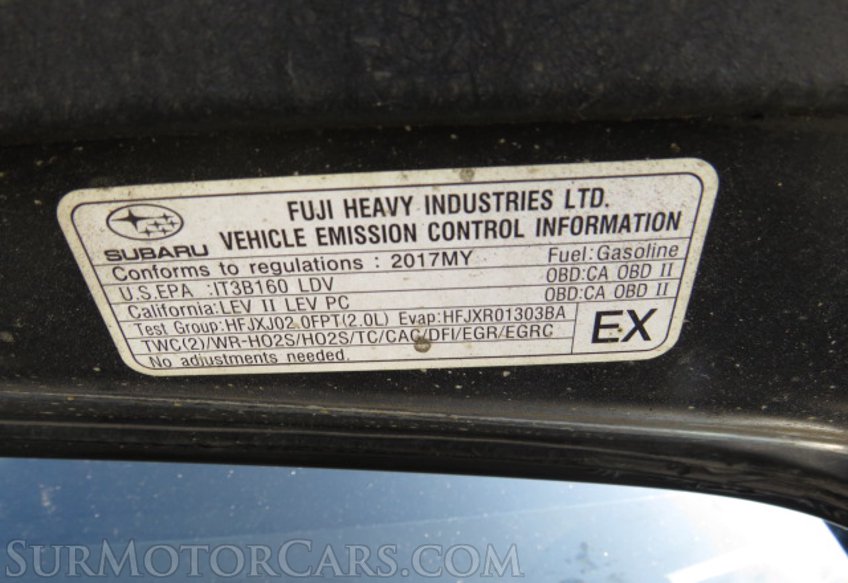 FUJI HEAVY INDUSTRIES LTD.
SUBARU VEHICLE EMISSION CONTROL INFORMATION
Conforms to regulations : 2017MY Fuel:Gasoline
U.S.EPA :IT3B160 LDV OBD:CA OBD II
California:LEV II LEV PC OBD:CA OBD II
Test Group:HFJXJ02.0FPT(2.0L) Evap:HFJXR01303BA
TWC(2)/WR-HO2S/HO2S/TC/CAC/DFI/EGR/EGRC
EX
No adjustments needed.
SurMotorCars.com